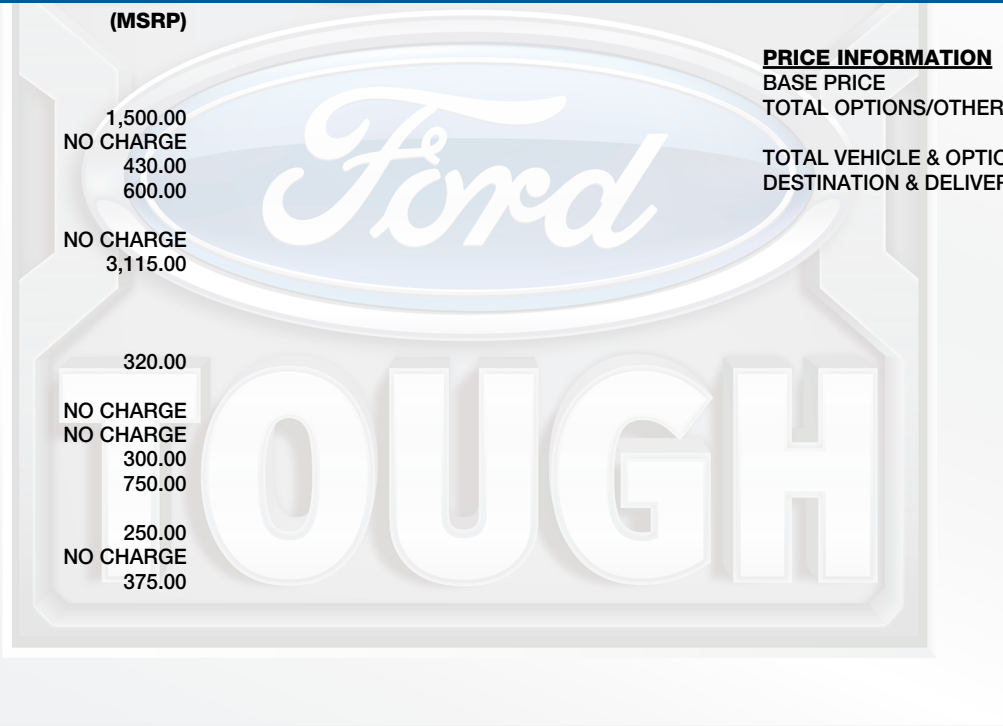 (MSRP)
1,500.00
NO CHARGE
430.00
600.00
NO CHARGE
3,115.00
320.00
NO CHARGE
NO CHARGE
300.00
750.00
250.00
NO CHARGE
375.00
PRICE INFORMATION
BASE PRICE
TOTAL OPTIONS/OTHER
TOTAL VEHICLE & OPTIO
DESTINATION & DELIVER
Ford
TOUGH